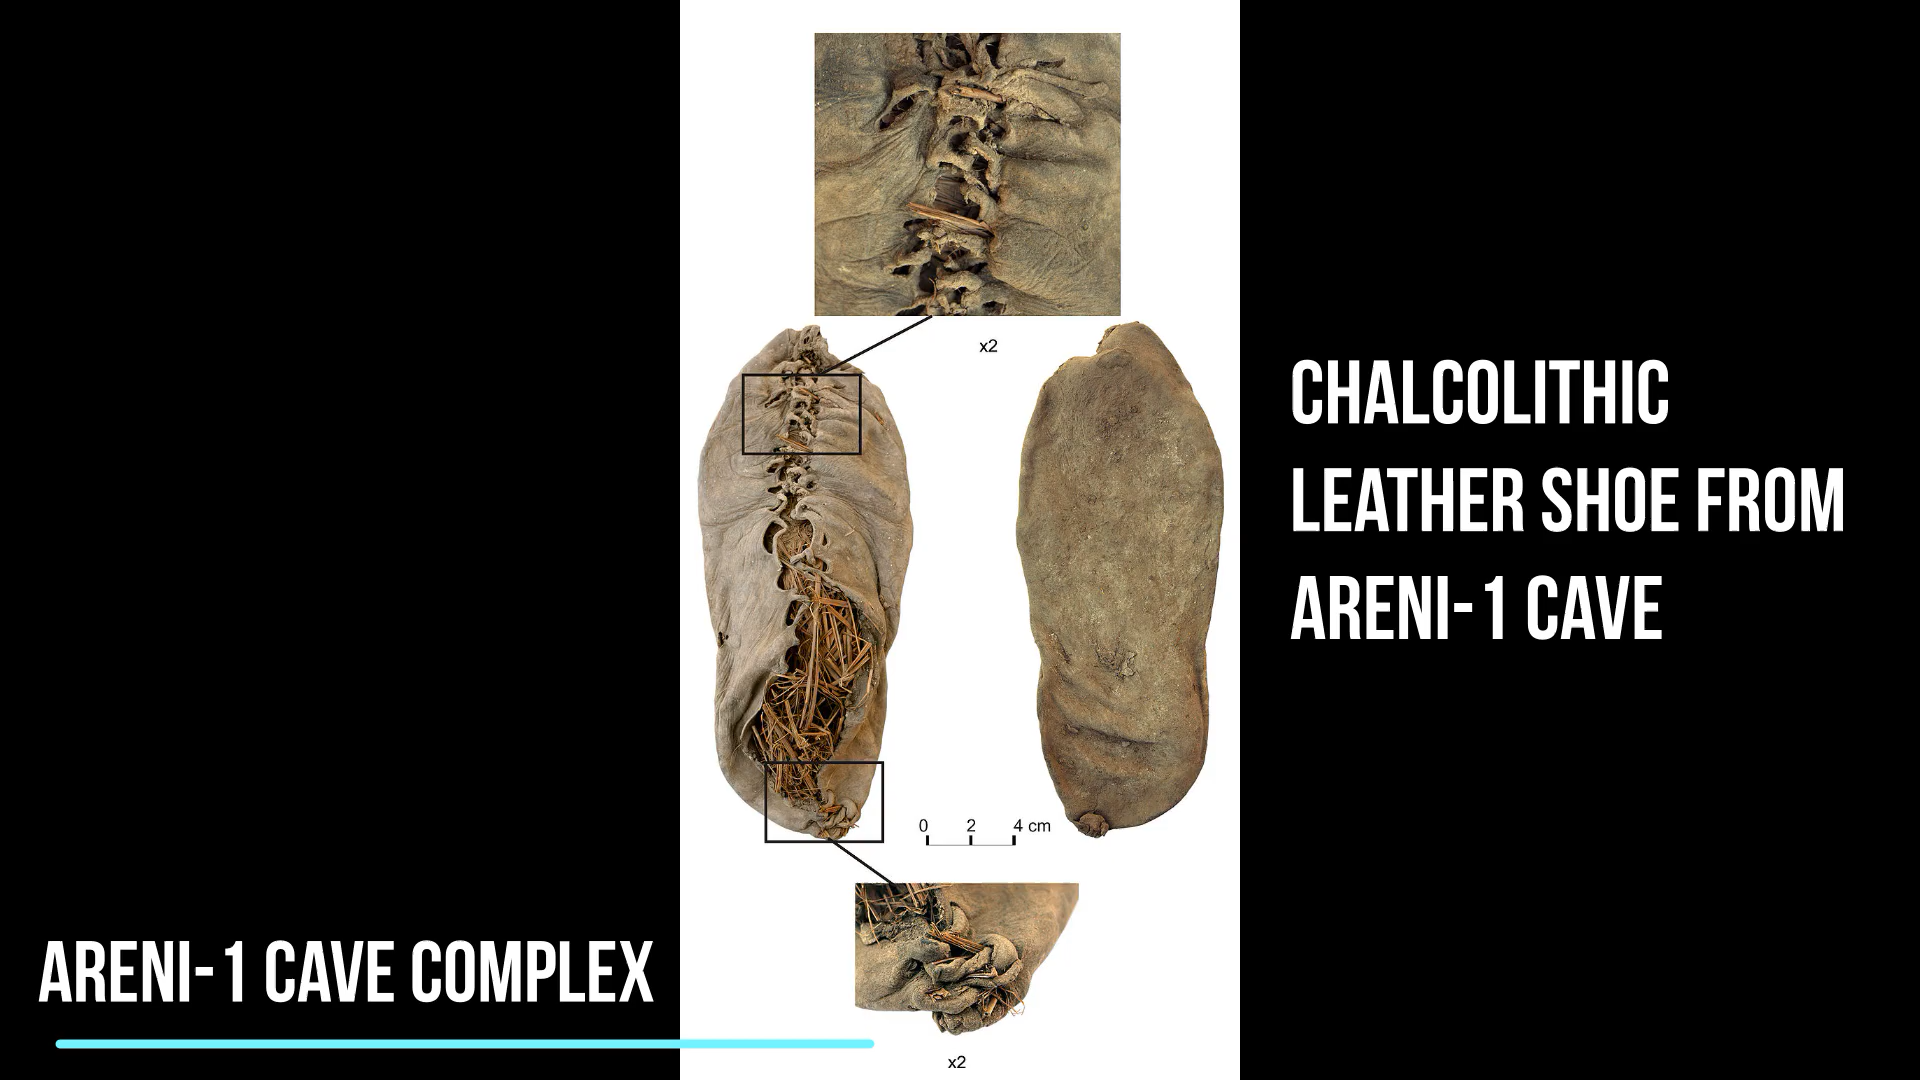 x2
CHALCOLITHIC
LEATHER SHOE FROM
ARENI-1 CAVE
0 2 4 cm
ARENI-1 CAVE COMPLEX
x2